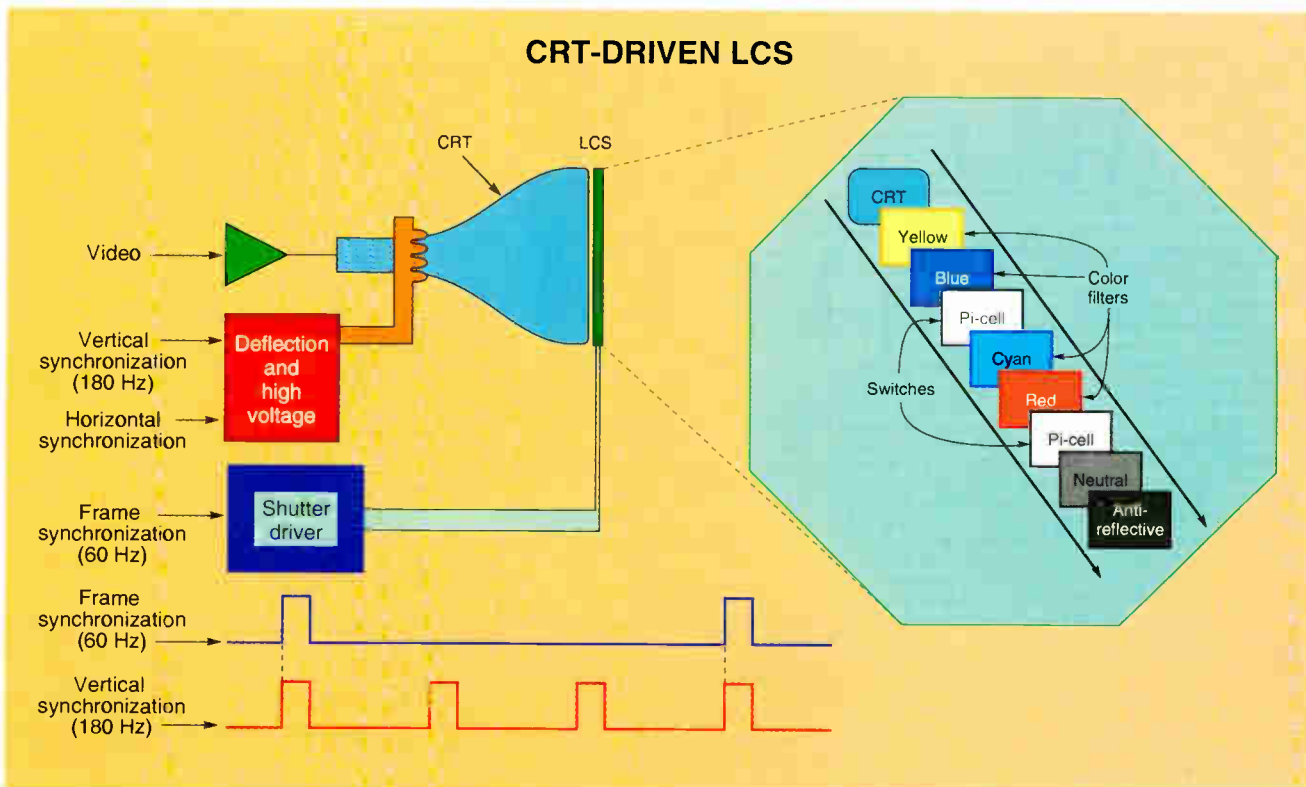 CRT-DRIVEN LCS
CRT
LCS
Video
Vertical
synchronization
(180 Hz)
Horizontal
synchronization
Deflection
and
high
voltage
Frame
synchronization
(60 Hz)
Shutter
driver
Frame
synchronization
(60 Hz)
Vertical
synchronization
(180 Hz)
CRT
Yellow
Blue
Pi-cell
Cyan
Red
Pi-cell
Neutral
Anti-
reflective
Color
filters
Switches